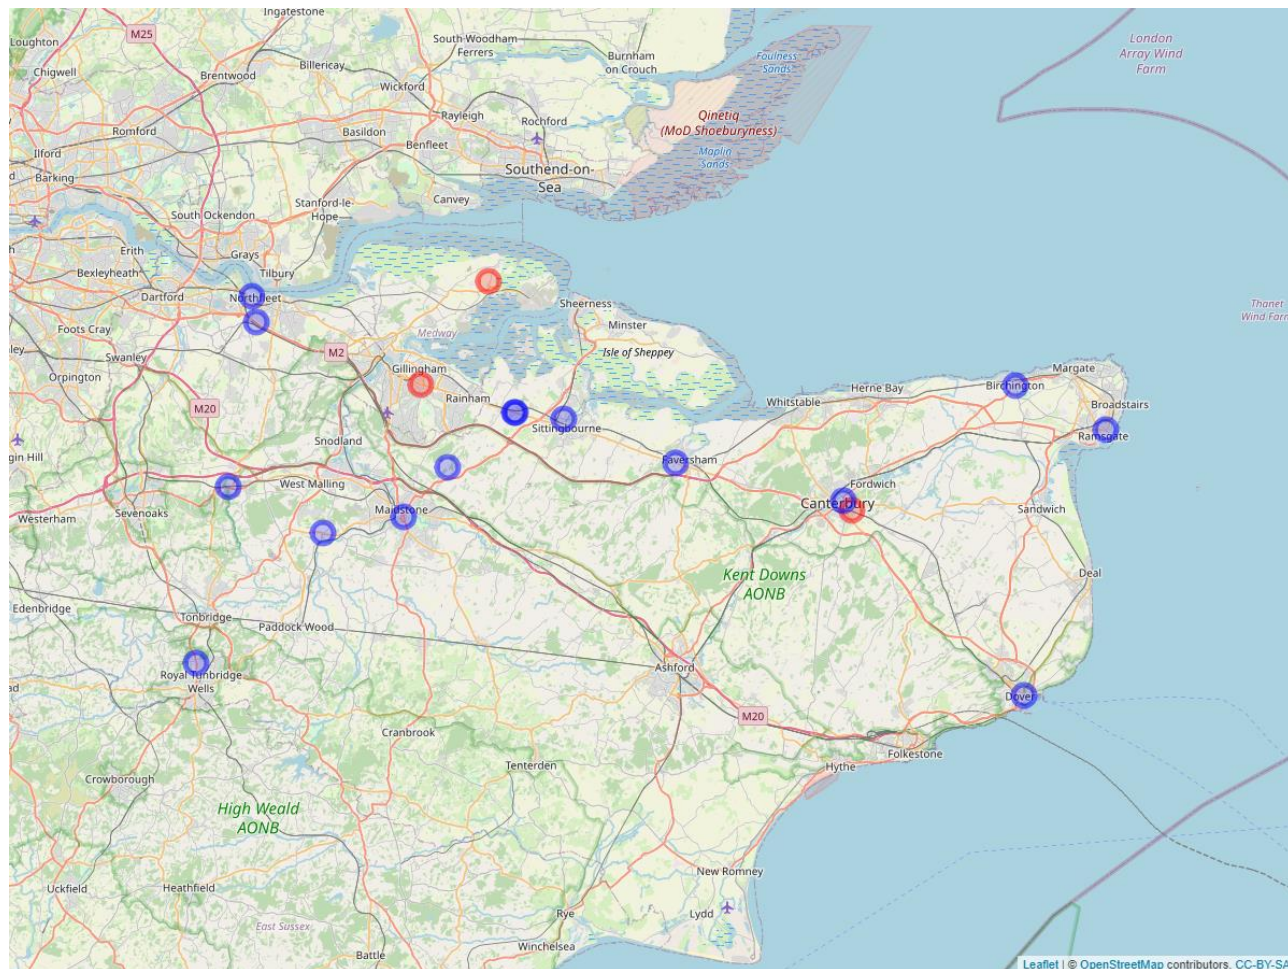 Ingatestone
Loughton
M25
South Woodham
Ferrers
Burnham
on Crouch
Foulness
Sands
London
Array Wind
Farm
Chigwell
Brentwood
Billericay
Wickford
Rayleigh
Rochford
Qinetiq
(MoD Shoeburyness)
Romford
Basildon
Benfleet
Maplin
Sands
Ilford
Barking
Southend-on-
Sea
South Ockendon
Stanford-le-
Hope
Canvey
Erith
Grays
Tilbury
Bexleyheath
Dartford
Northfleet
Sheerness
Minster
Medway
Isle of Sheppey
Thanet
Wind Farm
Foots Cray
Swanley
M2
Orpington
Gillingham
Rainham
Whitstable
Herne Bay
Birchington
Margate
Broadstairs
M20
Sittingbourne
Ramsgate
Snodland
gin Hill
West Malling
Faversham
Fordwich
Canterbury
Sandwich
Westerham
Sevenoaks
Maidstone
Kent Downs
AONB
Deal
Edenbridge
Tonbridge
Paddock Wood
Royal Tunbridge
Wells
Ashford
Dover
M20
Cranbrook
Folkestone
Hythe
Tenterden
Crowborough
High Weald
AONB
New Romney
Uckfield
Heathfield
Lydd
Rye
East Sussex
Winchelsea
Battle
Leaflet | © OpenStreetMap contributors, CC-BY-SA